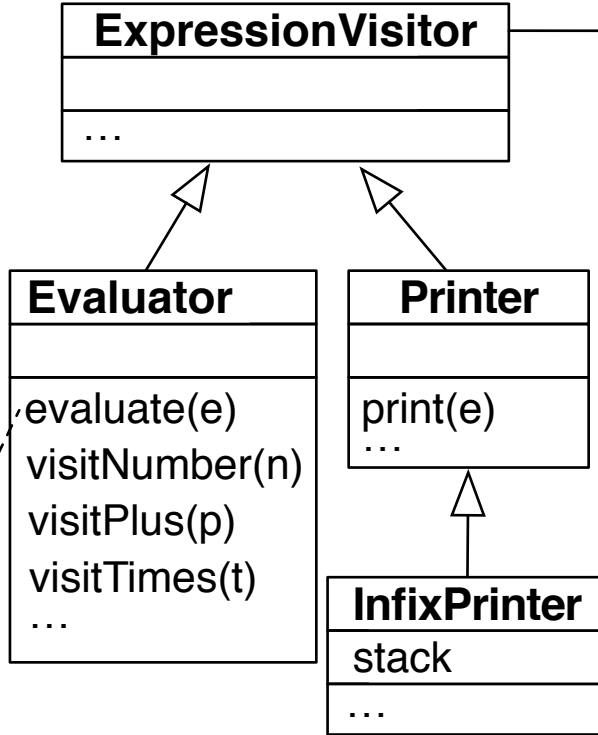 ExpressionVisitor
...
Evaluator
evaluate(e)
visitNumber(n)
visitPlus(p)
visitTimes(t)
...
Printer
print(e)
...
InfixPrinter
stack
...